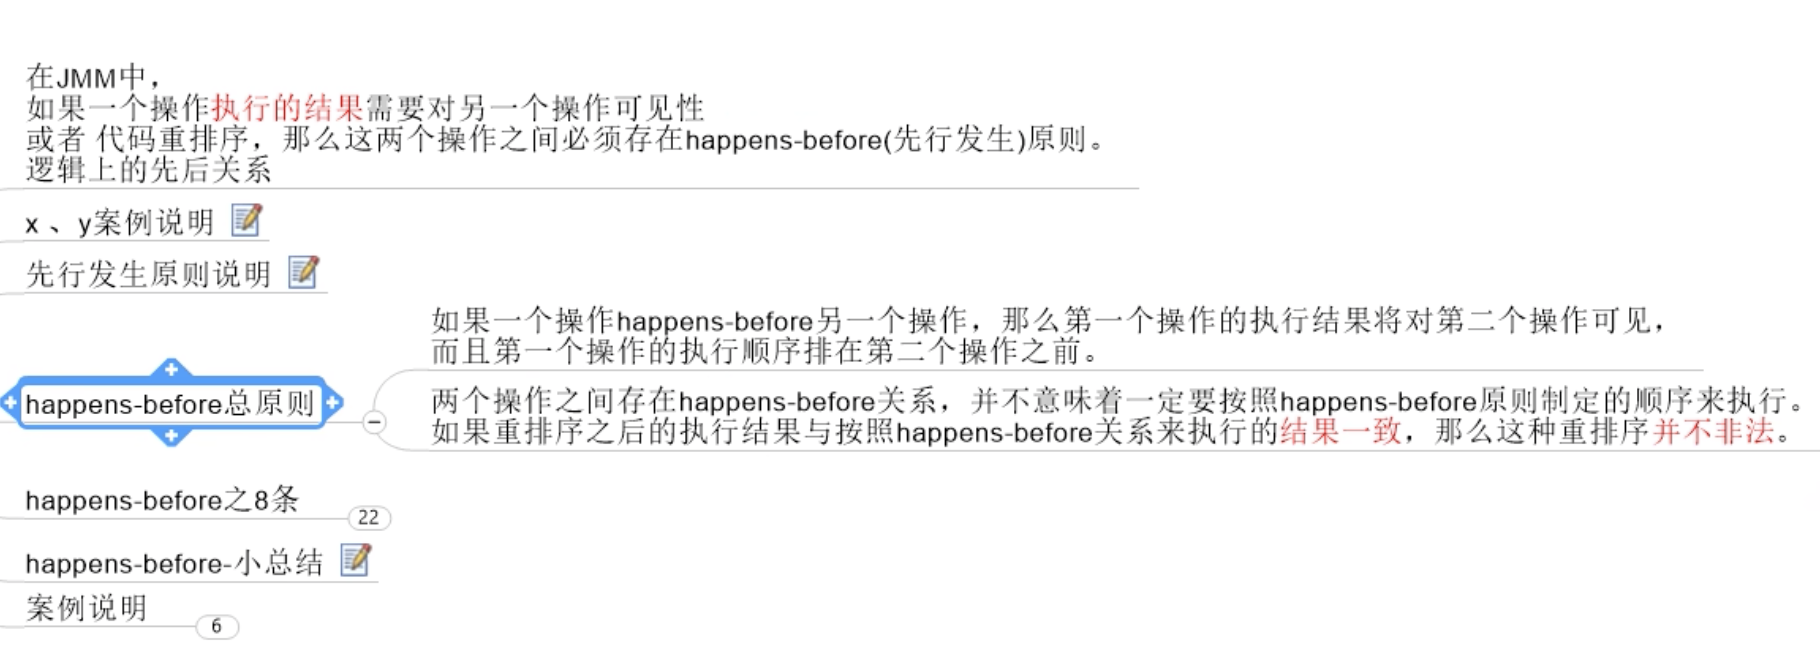 在JMM中，
如果一个操作执行的结果需要对另一个操作可见性
或者 代码重排序，那么这两个操作之间必须存在happens-before(先行发生)原则。
逻辑上的先后关系
x 、y案例说明
先行发生原则说明
如果一个操作happens-before另一个操作，那么第一个操作的执行结果将对第二个操作可见，
而且第一个操作的执行顺序排在第二个操作之前。
happens-before总原则
两个操作之间存在happens-before关系，并不意味着一定要按照happens-before原则制定的顺序来执行。
如果重排序之后的执行结果与按照happens-before关系来执行的结果一致，那么这种重排序并不非法。
happens-before之8条
22
happens-before-小总结
案例说明
6